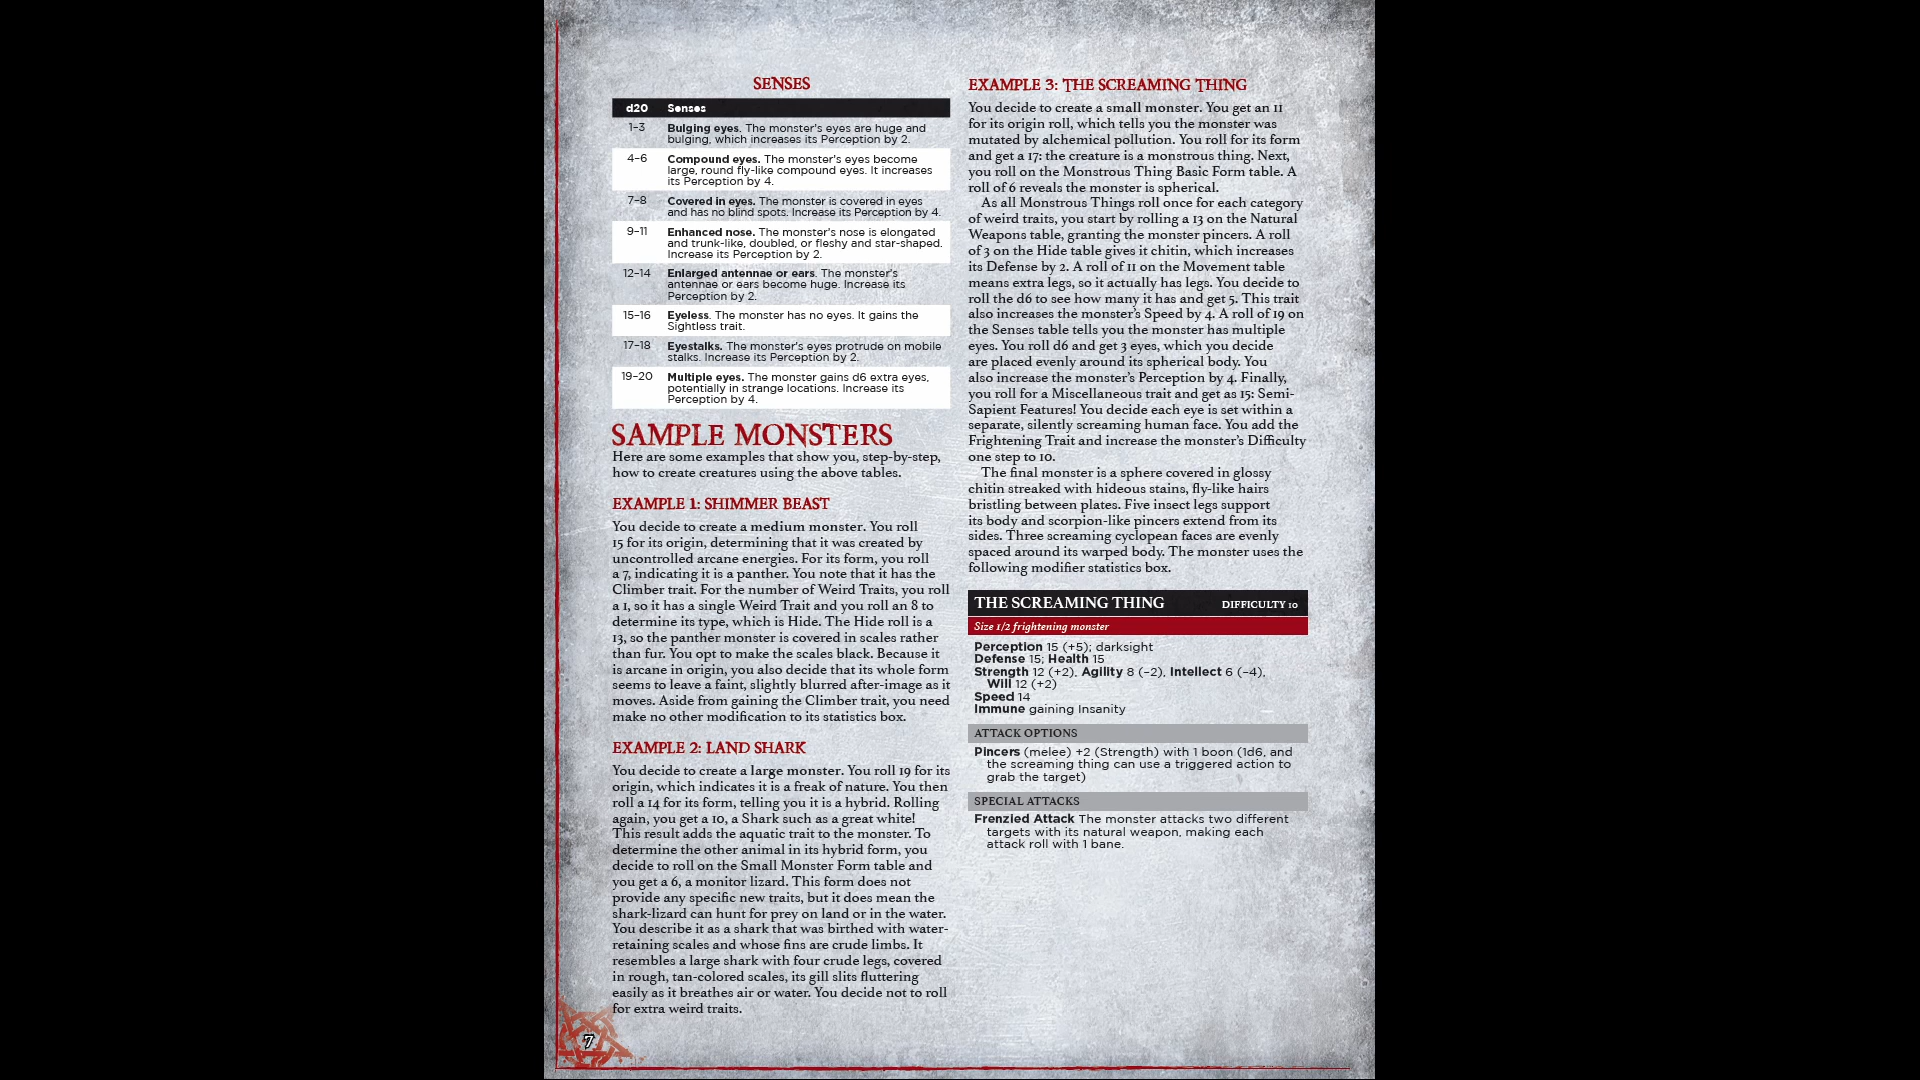 SENSES
d20 Senses
1–3 Bulging eyes. The monster's eyes are huge and
bulging, which increases its Perception by 2.
4–6 Compound eyes. The monster's eyes become
large, round fly-like compound eyes. It increases
its Perception by 4.
7–8 Covered in eyes. The monster is covered in eyes
and has no blind spots. Increase its Perception by 4.
9–11 Enhanced nose. The monster's nose is elongated
and trunk-like, doubled, or fleshy and star-shaped.
Increase its Perception by 2.
12–14 Enlarged antennae or ears. The monster's
antennae or ears become huge. Increase its
Perception by 2.
15–16 Eyeless. The monster has no eyes. It gains the
Sightless trait.
17–18 Eyestalks. The monster's eyes protrude on mobile
stalks. Increase its Perception by 2.
19–20 Multiple eyes. The monster gains d6 extra eyes,
potentially in strange locations. Increase its
Perception by 4.
SAMPLE MONSTERS
Here are some examples that show you, step-by-step,
how to create creatures using the above tables.
EXAMPLE 1: SHIMMER BEAST
You decide to create a medium monster. You roll
15 for its origin, determining that it was created by
uncontrolled arcane energies. For its form, you roll
a 7, indicating it is a panther. You note that it has the
Climber trait. For the number of Weird Traits, you roll
a 1, so it has a single Weird Trait and you roll an 8 to
determine its type, which is Hide. The Hide roll is a
13, so the panther monster is covered in scales rather
than fur. You opt to make the scales black. Because it
is arcane in origin, you also decide that its whole form
seems to leave a faint, slightly blurred after-image as it
moves. Aside from gaining the Climber trait, you need
make no other modification to its statistics box.
EXAMPLE 2: LAND SHARK
You decide to create a large monster. You roll 19 for its
origin, which indicates it is a freak of nature. You then
roll a 14 for its form, telling you it is a hybrid. Rolling
again, you get a 10, a Shark such as a great white!
This result adds the aquatic trait to the monster. To
determine the other animal in its hybrid form, you
decide to roll on the Small Monster Form table and
you get a 6, a monitor lizard. This form does not
provide any specific new traits, but it does mean the
shark-lizard can hunt for prey on land or in the water.
You describe it as a shark that was birthed with water-
retaining scales and whose fins are crude limbs. It
resembles a large shark with four crude legs, covered
in rough, tan-colored scales, its gill slits fluttering
easily as it breathes air or water. You decide not to roll
for extra weird traits.
7
EXAMPLE 3: THE SCREAMING THING
You decide to create a small monster. You get an 11
for its origin roll, which tells you the monster was
mutated by alchemical pollution. You roll for its form
and get a 17: the creature is a monstrous thing. Next,
you roll on the Monstrous Thing Basic Form table. A
roll of 6 reveals the monster is spherical.
As all Monstrous Things roll once for each category
of weird traits, you start by rolling a 13 on the Natural
Weapons table, granting the monster pincers. A roll
of 3 on the Hide table gives it chitin, which increases
its Defense by 2. A roll of 11 on the Movement table
means extra legs, so it actually has legs. You decide to
roll the d6 to see how many it has and get 5. This trait
also increases the monster's Speed by 4. A roll of 19 on
the Senses table tells you the monster has multiple
eyes. You roll d6 and get 3 eyes, which you decide
are placed evenly around its spherical body. You
also increase the monster's Perception by 4. Finally,
you roll for a Miscellaneous trait and get as 15: Semi-
Sapient Features! You decide each eye is set within a
separate, silently screaming human face. You add the
Frightening Trait and increase the monster's Difficulty
one step to 10.
The final monster is a sphere covered in glossy
chitin streaked with hideous stains, fly-like hairs
bristling between plates. Five insect legs support
its body and scorpion-like pincers extend from its
sides. Three screaming cyclopean faces are evenly
spaced around its warped body. The monster uses the
following modifier statistics box.
THE SCREAMING THING DIFFICULTY 10
Size 1/2 frightening monster
Perception 15 (+5); darksight
Defense 15; Health 15
Strength 12 (+2), Agility 8 (–2), Intellect 6 (–4),
Will 12 (+2)
Speed 14
Immune gaining Insanity
ATTACK OPTIONS
Pincers (melee) +2 (Strength) with 1 boon (1d6, and
the screaming thing can use a triggered action to
grab the target)
SPECIAL ATTACKS
Frenzied Attack The monster attacks two different
targets with its natural weapon, making each
attack roll with 1 bane.